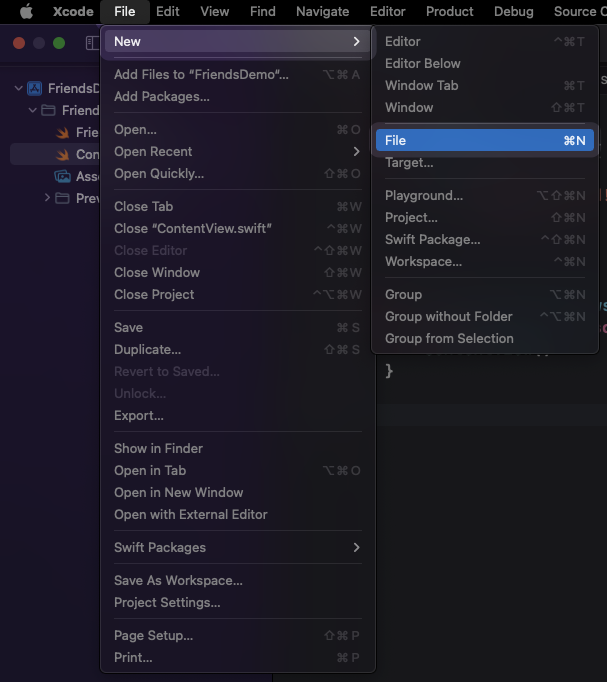 Xcode File Edit View Find Navigate Editor Product Debug Source C
New
Add Files to “FriendsDemo”... ⌥⌘A
Add Packages...
Open... ⌘O
Open Recent
Open Quickly... ⇧⌘O
Close Tab ⌘W
Close “ContentView.swift” ^⌘W
Close Editor ^⇧⌘W
Close Window ⇧⌘W
Close Project ^⌥⌘W
Save ⌘S
Duplicate... ⇧⌘S
Revert to Saved...
Unlock...
Export...
Show in Finder
Open in Tab ⌥⌘O
Open in New Window
Open with External Editor
Swift Packages
Save As Workspace...
Project Settings...
Page Setup... ⇧⌘P
Print... ⌘P
Editor ^⌘T
Editor Below
Window Tab ⌘T
Window ⇧⌘T
File ⌘N
Target...
Playground... ⌥⇧⌘N
Project... ⇧⌘N
Swift Package... ^⇧⌘N
Workspace... ^⌘N
Group ⌥⌘N
Group without Folder ^⌥⌘N
Group from Selection
}
FriendsD
Friend
Frie
Con
Asse
Prev